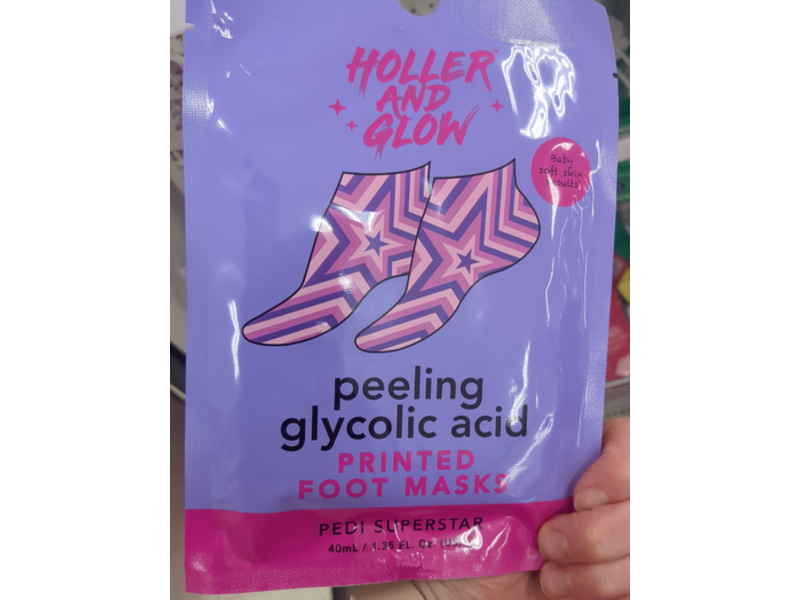 HOLLER
AND
GLOW
Baby
soft skin
results
peeling
glycolic acid
PRINTED
FOOT MASKS
PEDI SUPERSTAR
40mL / 1.35 FL. Oz.